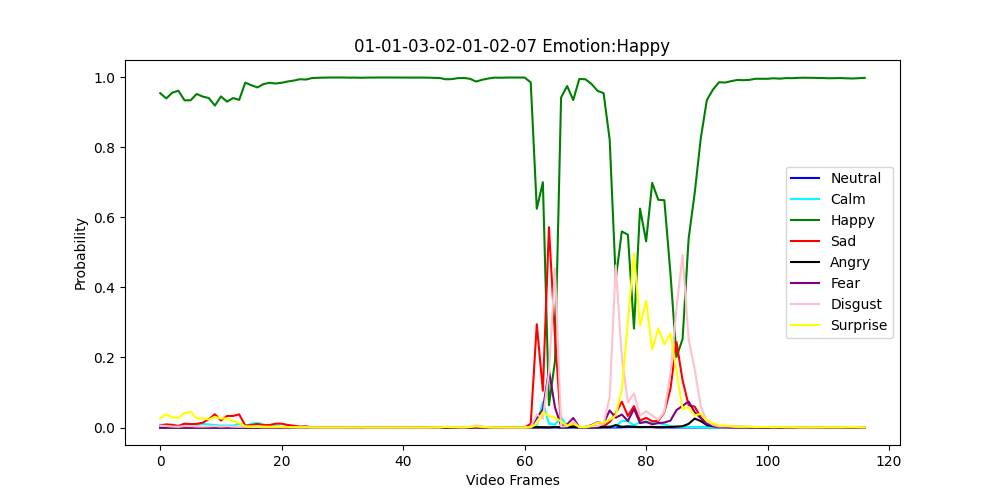 01-01-03-02-01-02-07 Emotion:Happy
Probability
1.0
0.8
0.6
0.4
0.2
0.0
0
20
40
60
80
100
120
Video Frames
Neutral
Calm
Happy
Sad
Angry
Fear
Disgust
Surprise